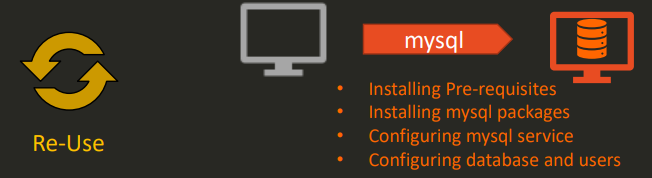 mysql
• Installing Pre-requisites
• Installing mysql packages
• Configuring mysql service
• Configuring database and users
Re-Use